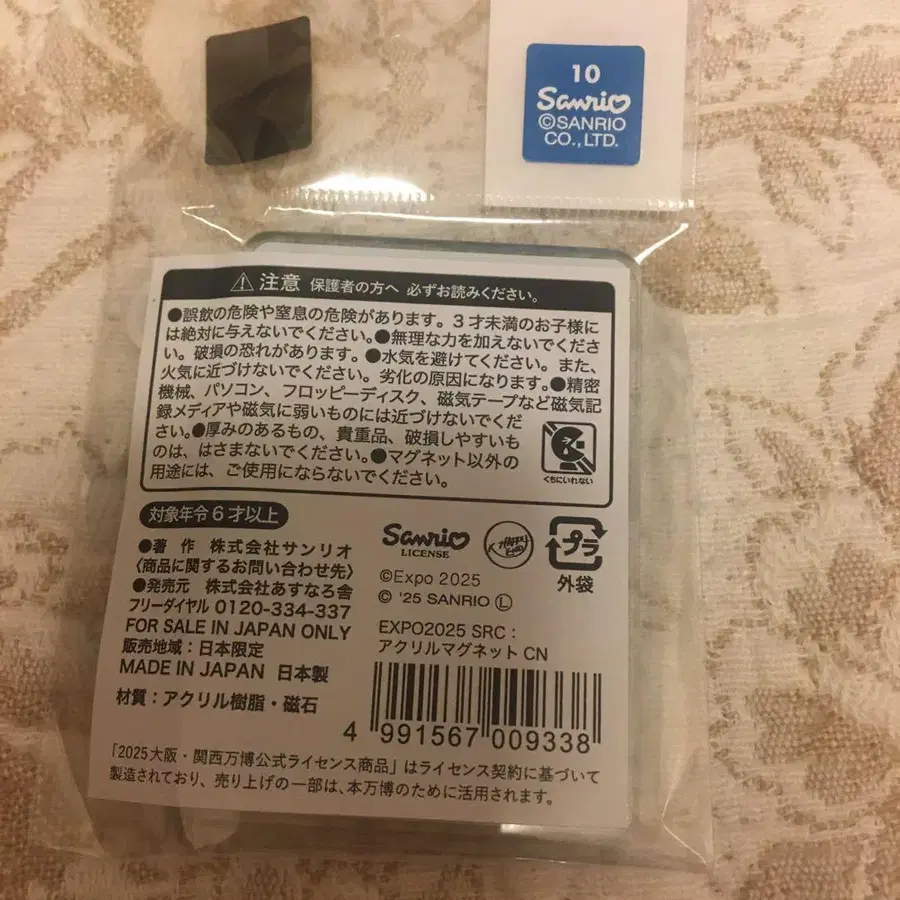 10
Sanrio
©SANRIO
CO., LTD.
⚠ 注意 保護者の方へ 必ずお読みください。
●誤飲の危険や窒息の危険があります。3才未満のお子様に
は絶対に与えないでください。●無理な力を加えないでくださ
い。破損の恐れがあります。●水気を避けてください。また、
火気に近づけないでください。劣化の原因になります。●精密
機械、パソコン、フロッピーディスク、磁気テープなど磁気記
録メディアや磁気に弱いものには近づけないでくだ
さい。●厚みのあるもの、貴重品、破損しやすいも
のは、はさまないでください。●マグネット以外の
用途には、ご使用にならないでください。
くちにいれない
対象年令6才以上
●著 作 株式会社サンリオ
〈商品に関するお問い合わせ先〉
●発売元 株式会社あすなろ舎
フリーダイヤル 0120-334-337
FOR SALE IN JAPAN ONLY
販売地域：日本限定
MADE IN JAPAN 日本製
材質：アクリル樹脂・磁石
Sanrio
LICENSE
HAPPY
END
プラ
外袋
©Expo 2025
© '25 SANRIO Ⓛ
EXPO2025 SRC：
アクリルマグネット CN
4 991567 009338
「2025大阪・関西万博公式ライセンス商品」はライセンス契約に基づいて
製造されており、売り上げの一部は、本万博のために活用されます。